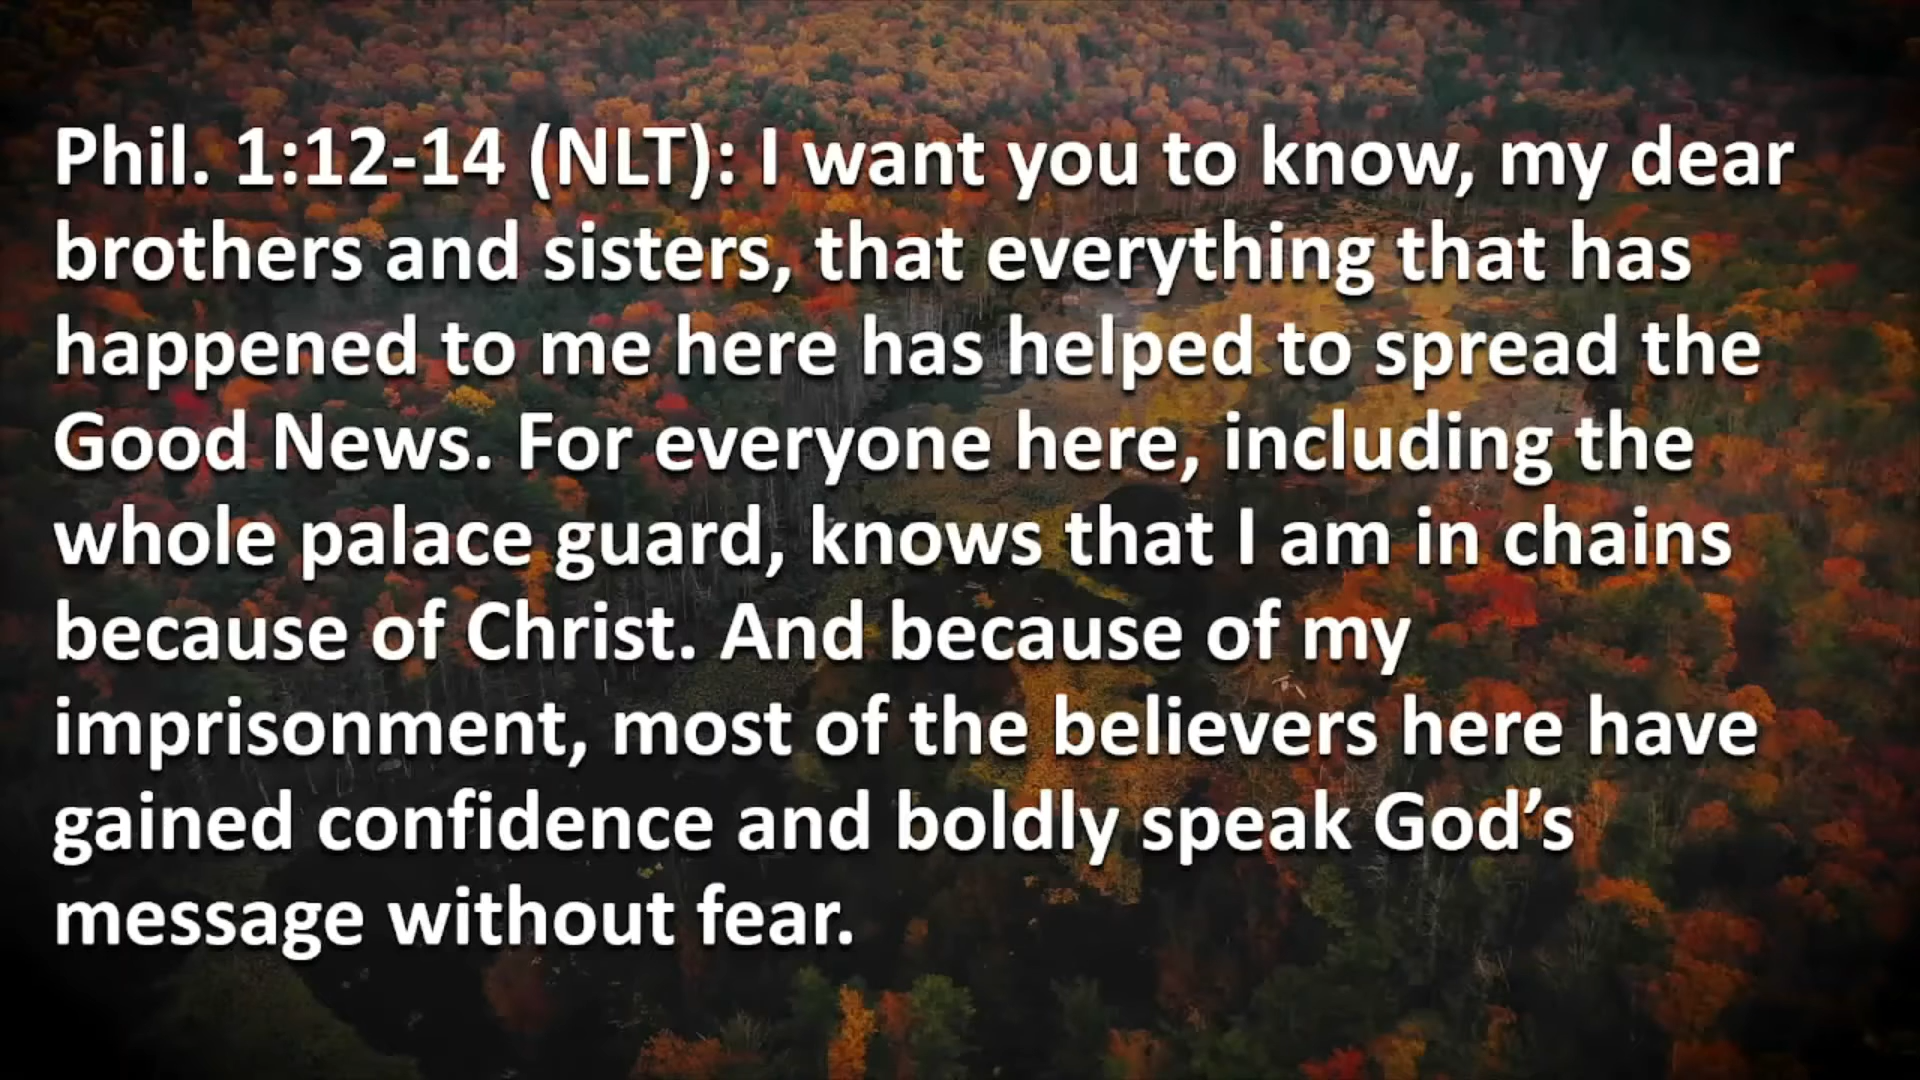 Phil. 1:12-14 (NLT): I want you to know, my dear
brothers and sisters, that everything that has
happened to me here has helped to spread the
Good News. For everyone here, including the
whole palace guard, knows that I am in chains
because of Christ. And because of my
imprisonment, most of the believers here have
gained confidence and boldly speak God’s
message without fear.